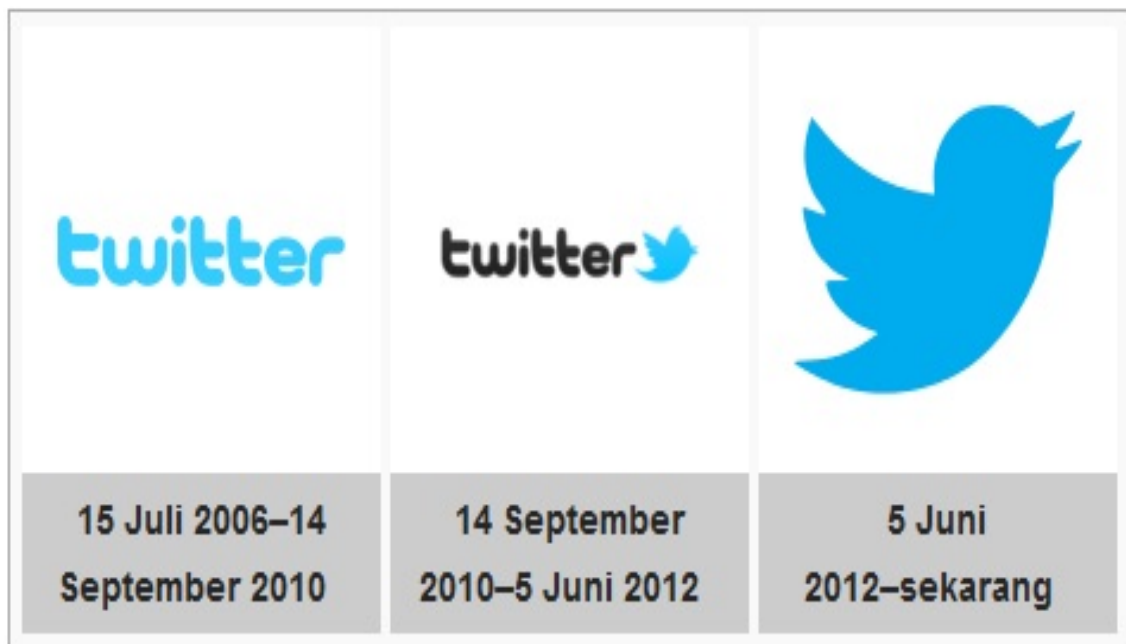 twitter
twitter
15 Juli 2006–14
September 2010
14 September
2010–5 Juni 2012
5 Juni
2012–sekarang